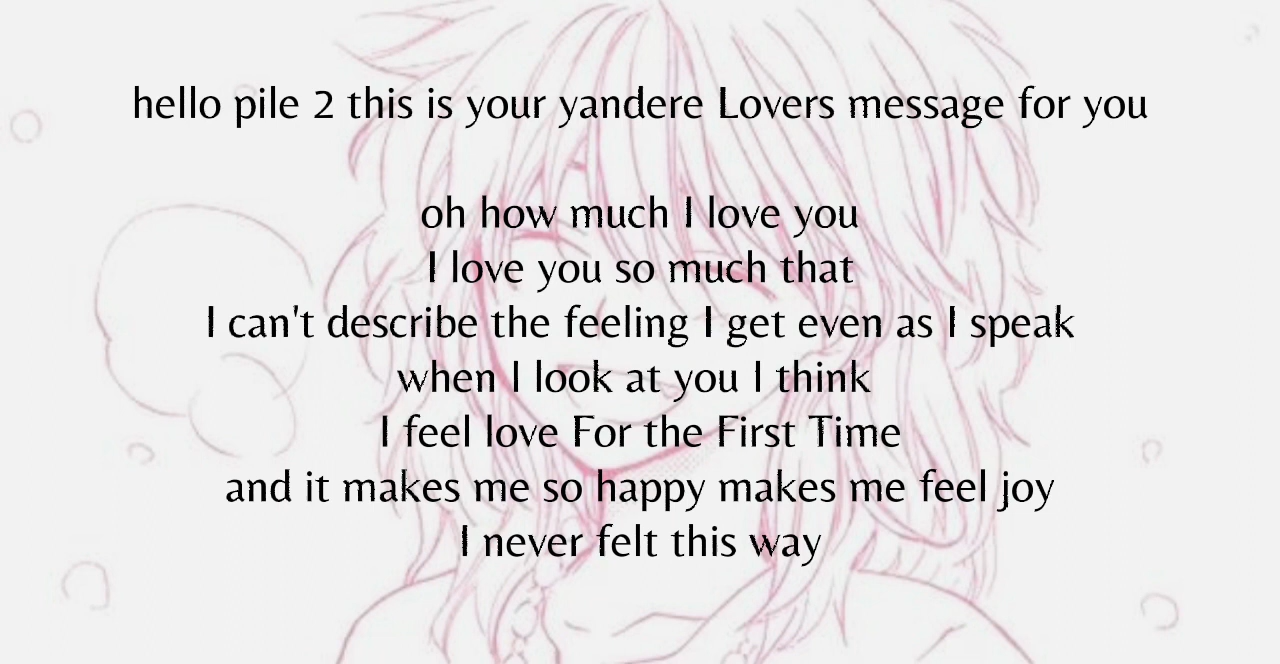 hello pile 2 this is your yandere Lovers message for you
oh how much I love you
I love you so much that
I can't describe the feeling I get even as I speak
when I look at you I think
I feel love For the First Time
and it makes me so happy makes me feel joy
I never felt this way